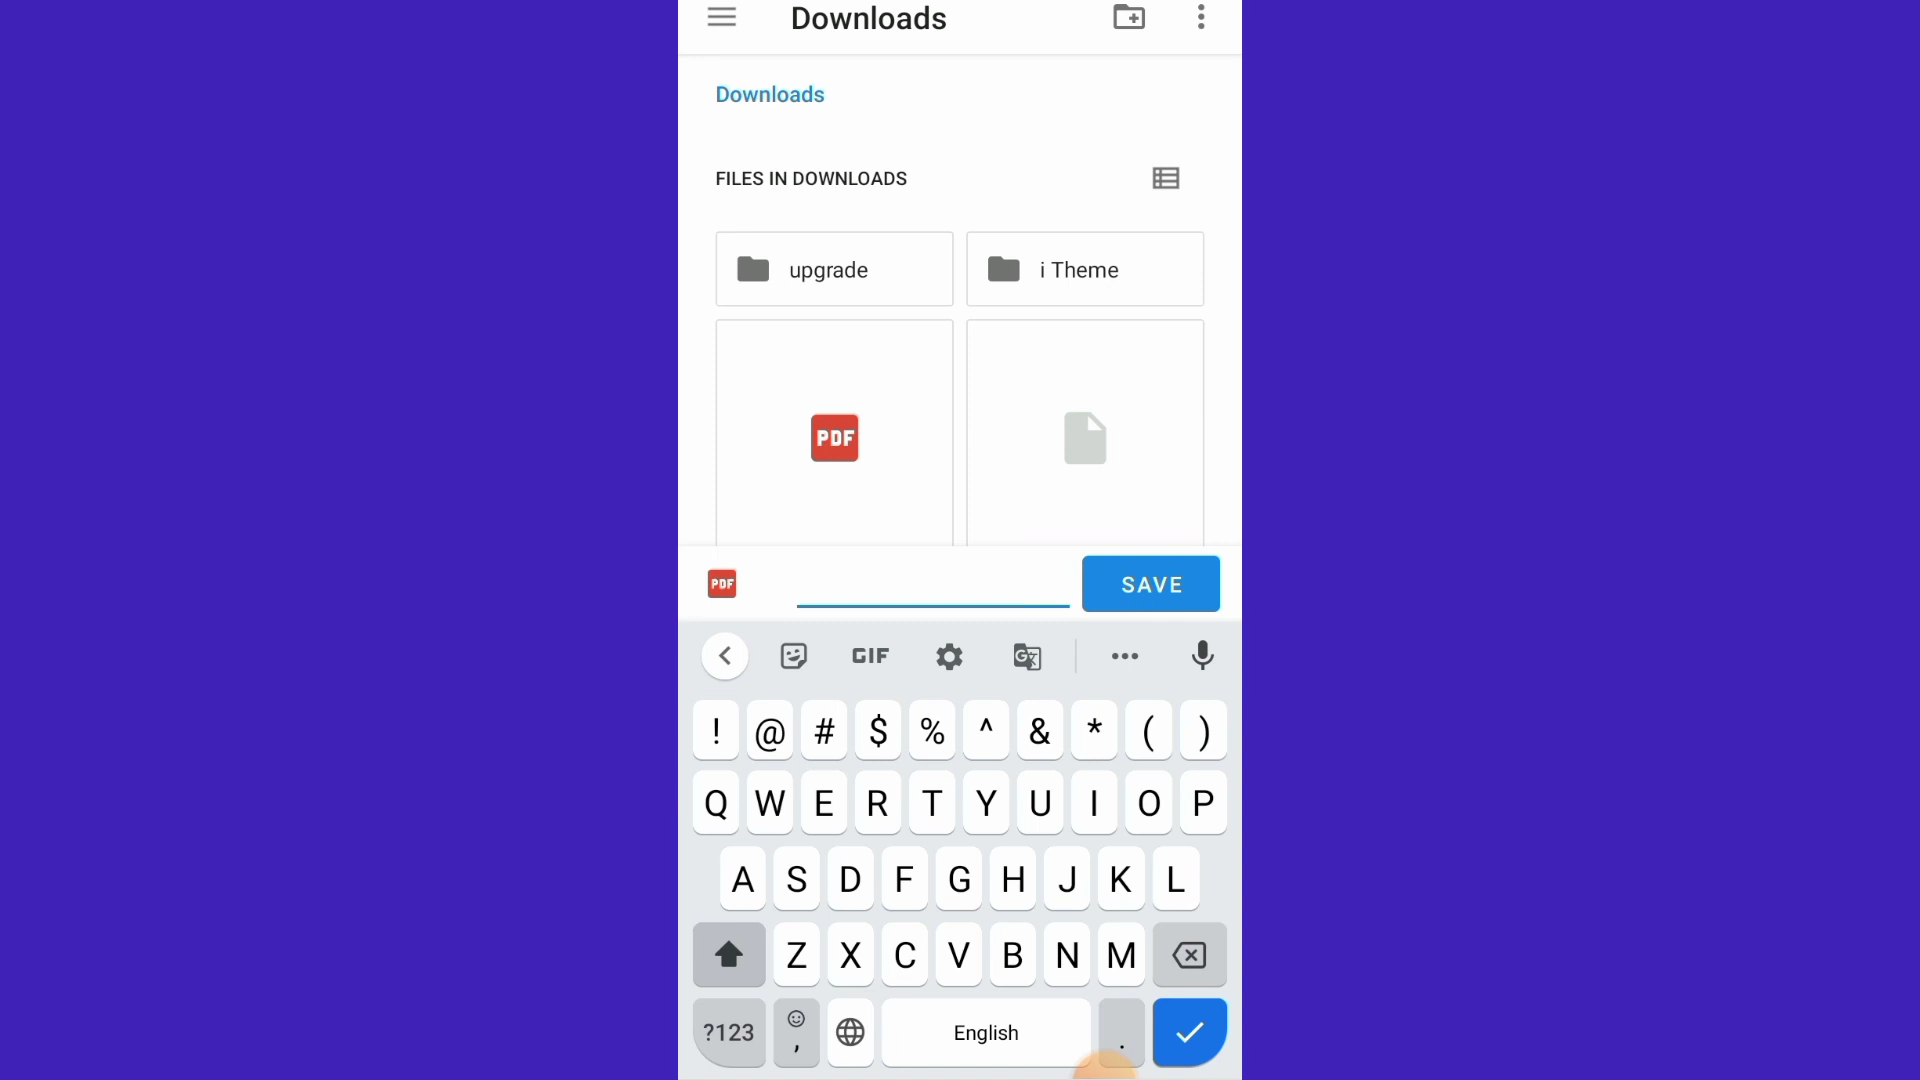 Downloads
Downloads
FILES IN DOWNLOADS
upgrade
i Theme
PDF
PDF
SAVE
GIF
G
! @ # $ % ^ & * ( )
Q W E R T Y U I O P
A S D F G H J K L
Z X C V B N M
?123 , English .